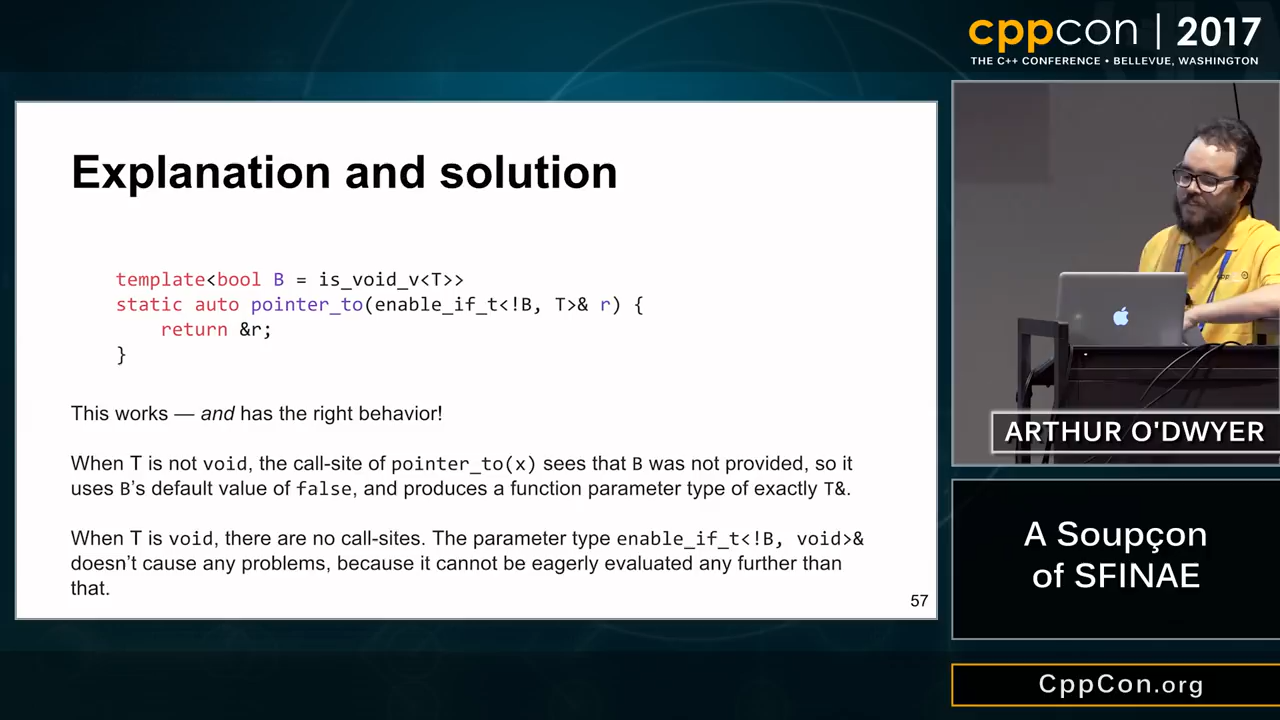 cppcon | 2017
THE C++ CONFERENCE • BELLEVUE, WASHINGTON
Explanation and solution
template<bool B = is_void_v<T>>
static auto pointer_to(enable_if_t<!B, T>& r) {
return &r;
}
This works — and has the right behavior!
When T is not void, the call-site of pointer_to(x) sees that B was not provided, so it
uses B’s default value of false, and produces a function parameter type of exactly T&.
When T is void, there are no call-sites. The parameter type enable_if_t<!B, void>&
doesn’t cause any problems, because it cannot be eagerly evaluated any further than
that.
57
ARTHUR O'DWYER
A Soupçon
of SFINAE
CppCon.org